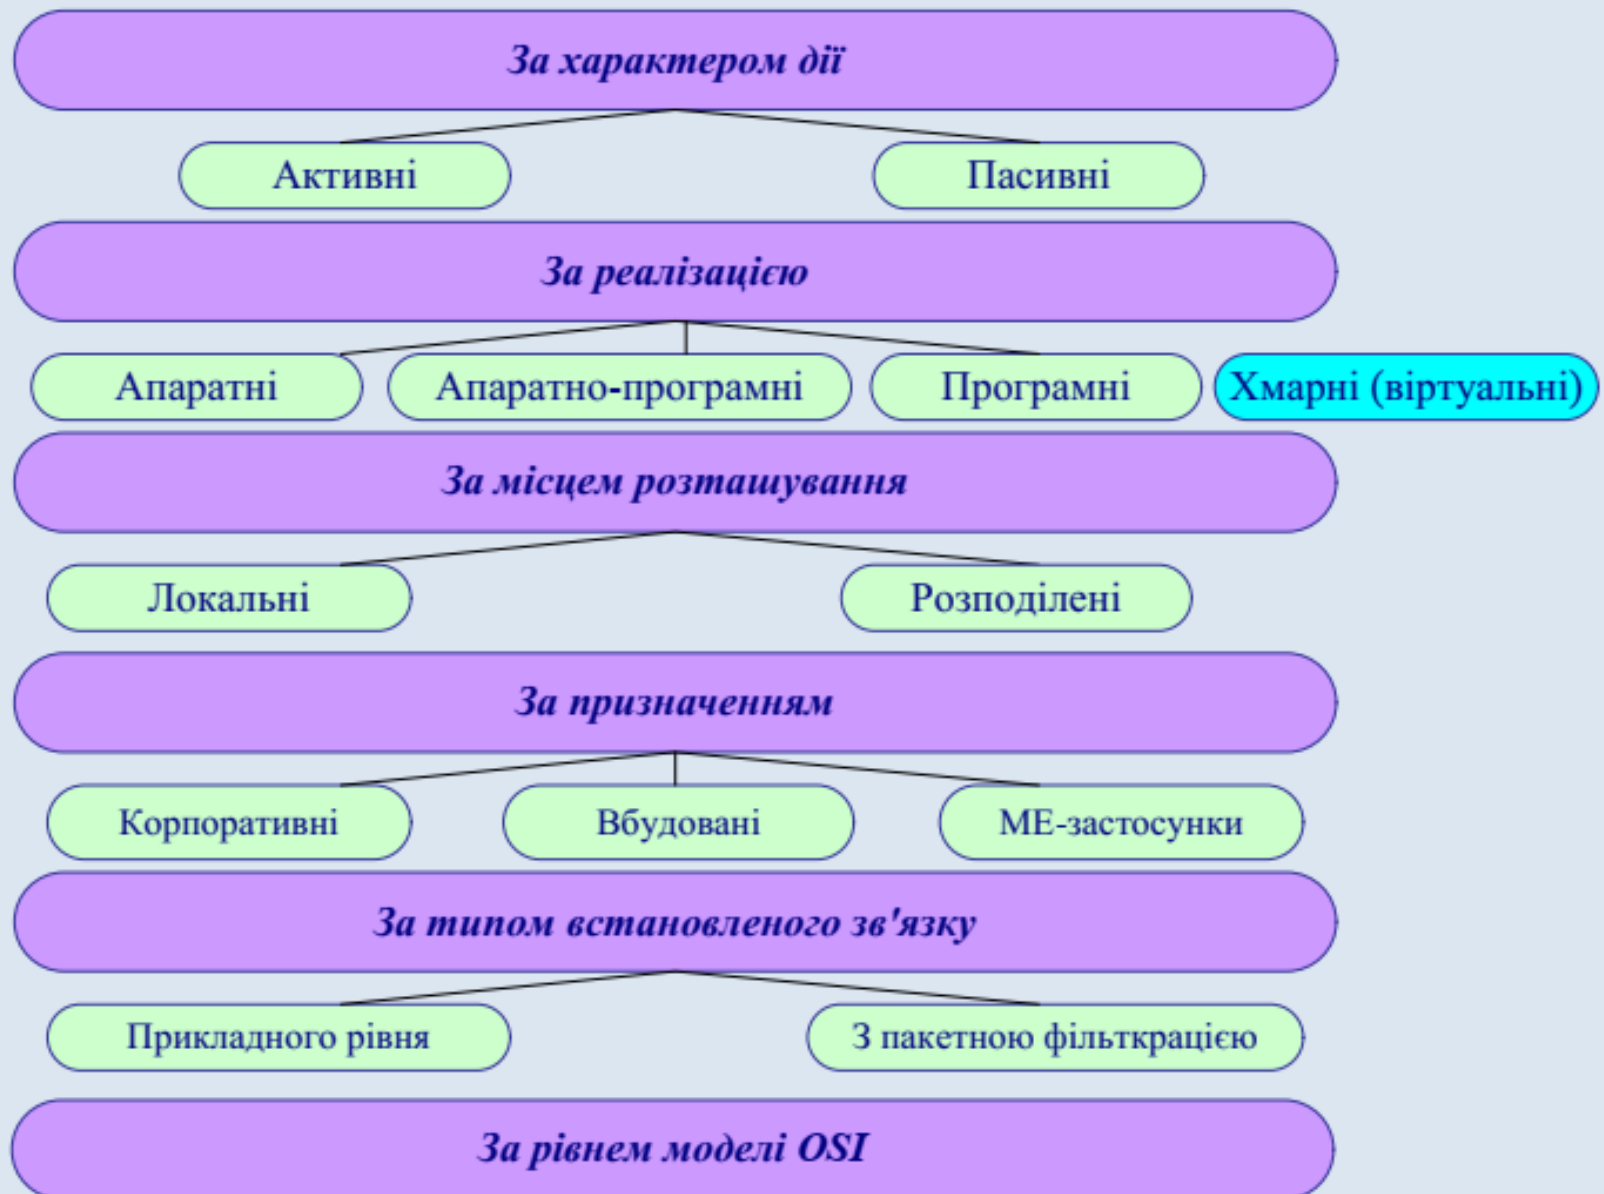 За характером дії
Активні
Пасивні
За реалізацією
Апаратні
Апаратно-програмні
Програмні
Хмарні (віртуальні)
За місцем розташування
Локальні
Розподілені
За призначенням
Корпоративні
Вбудовані
МЕ-застосунки
За типом встановленого зв'язку
Прикладного рівня
З пакетною фільткрацією
За рівнем моделі OSI